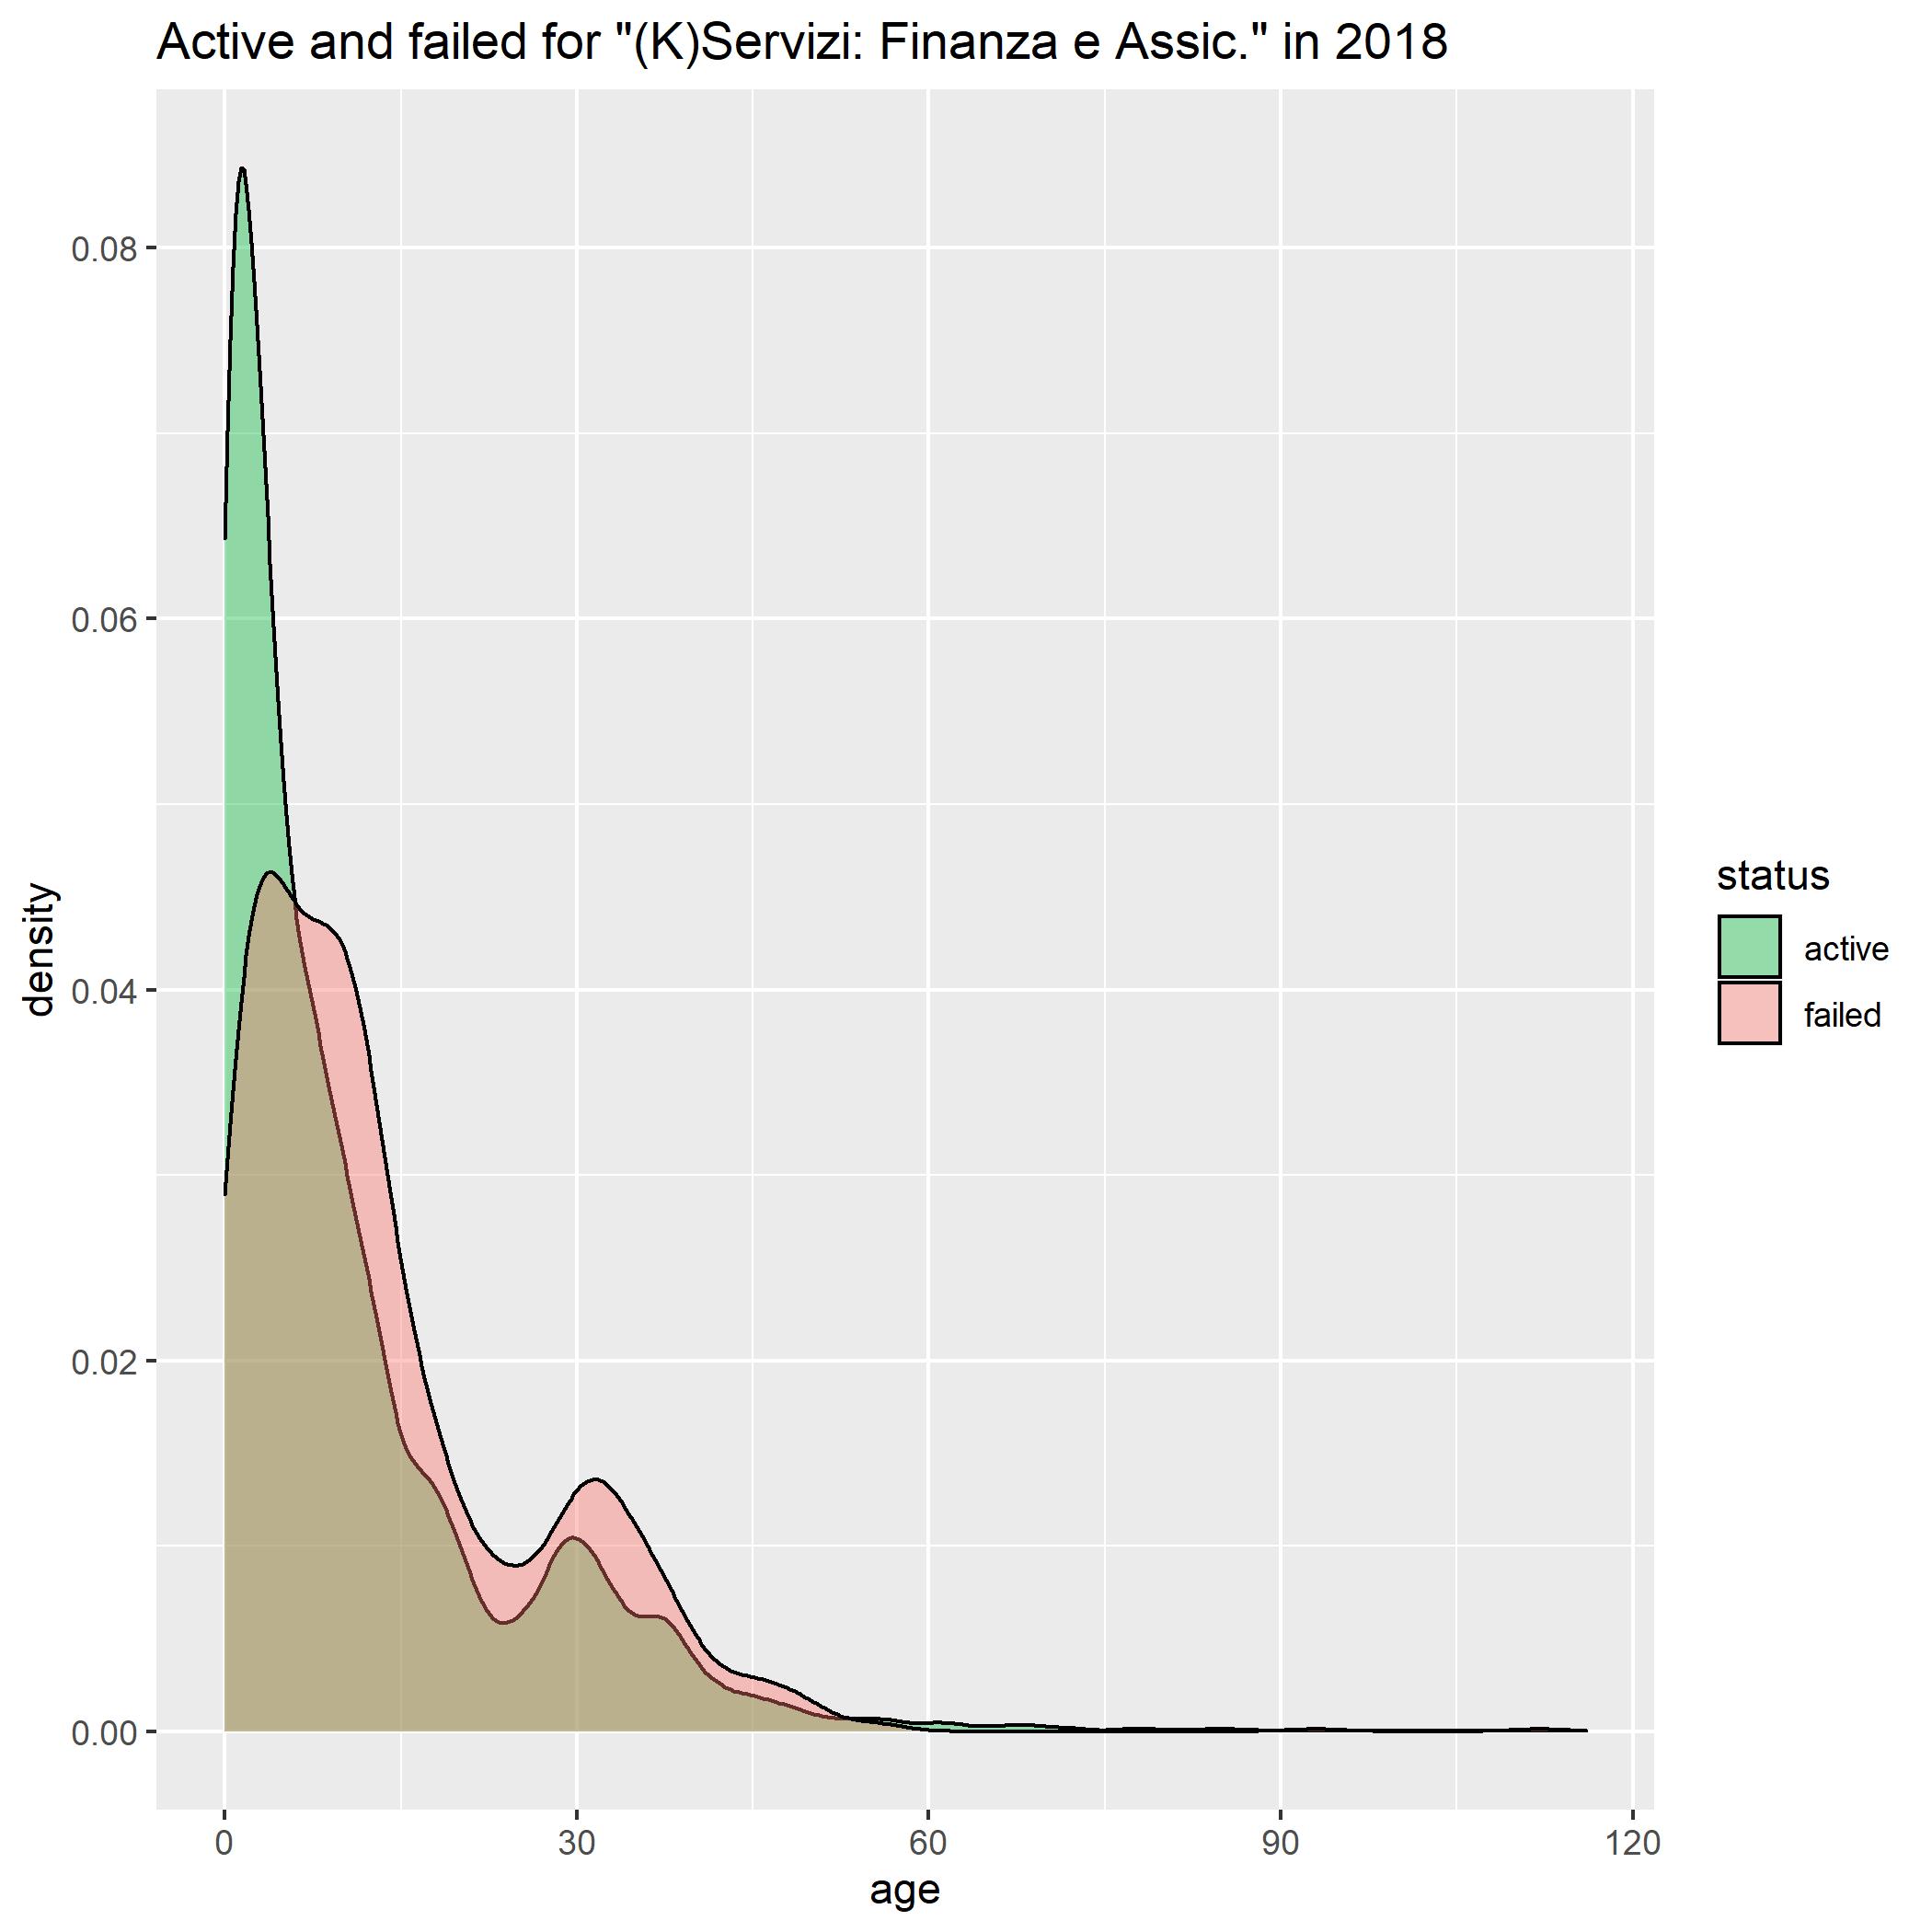 Active and failed for "(K)Servizi: Finanza e Assic." in 2018
density
0.08
0.06
0.04
0.02
0.00
0 30 60 90 120
age
status
active
failed